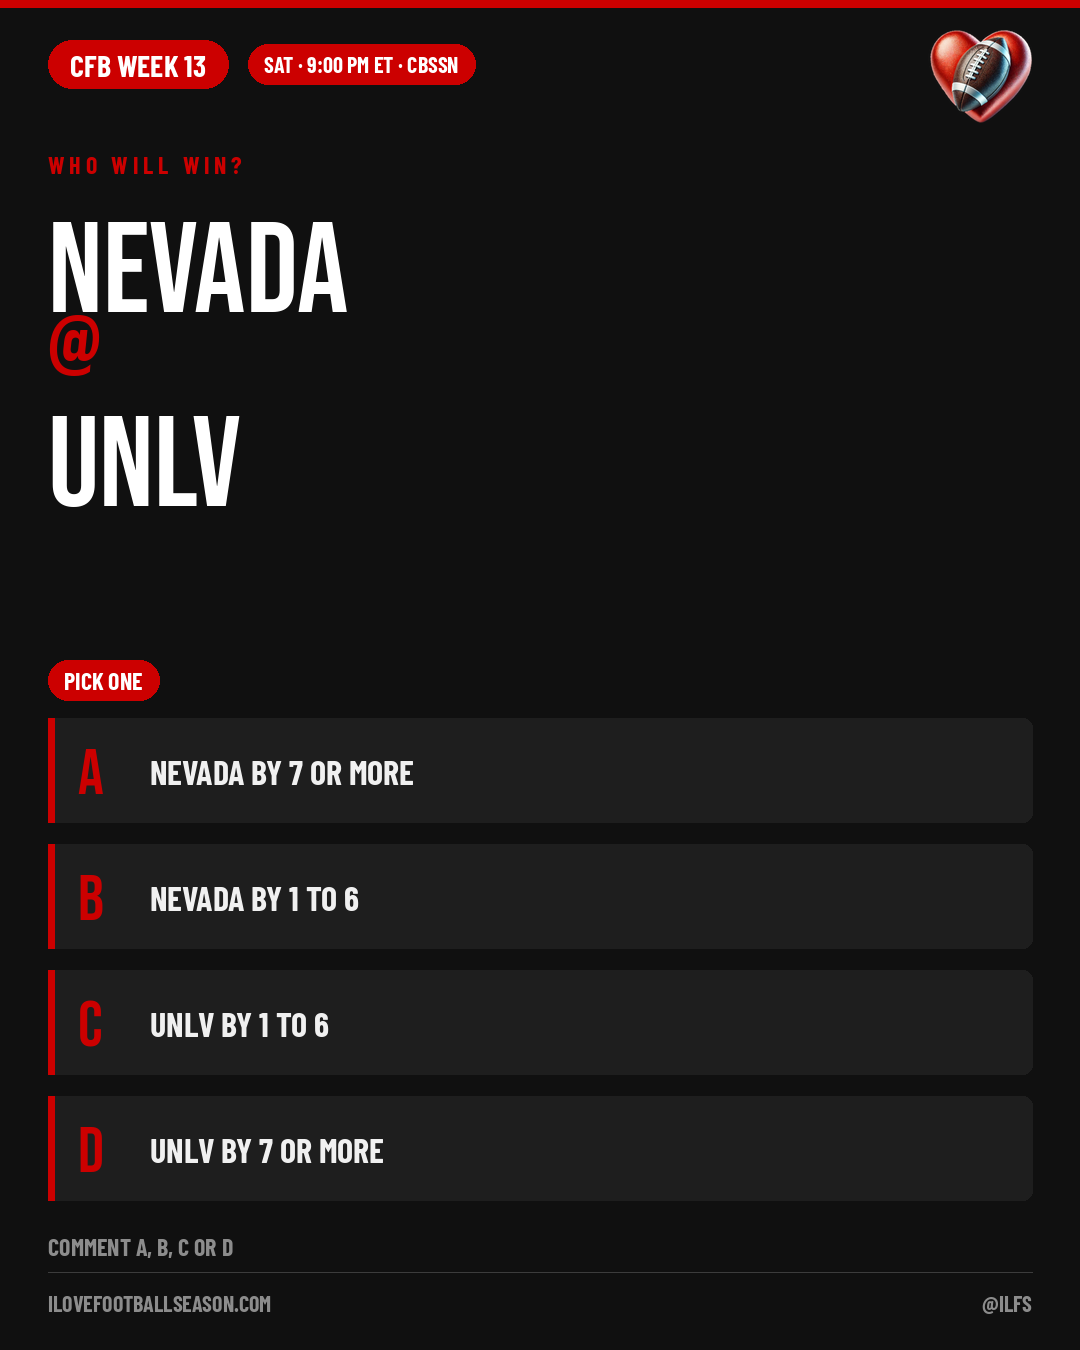 CFB WEEK 13
SAT · 9:00 PM ET · CBSSN
WHO WILL WIN?
NEVADA
@
UNLV
PICK ONE
A NEVADA BY 7 OR MORE
B NEVADA BY 1 TO 6
C UNLV BY 1 TO 6
D UNLV BY 7 OR MORE
COMMENT A, B, C OR D
ILOVEFOOTBALLSEASON.COM
@ILFS